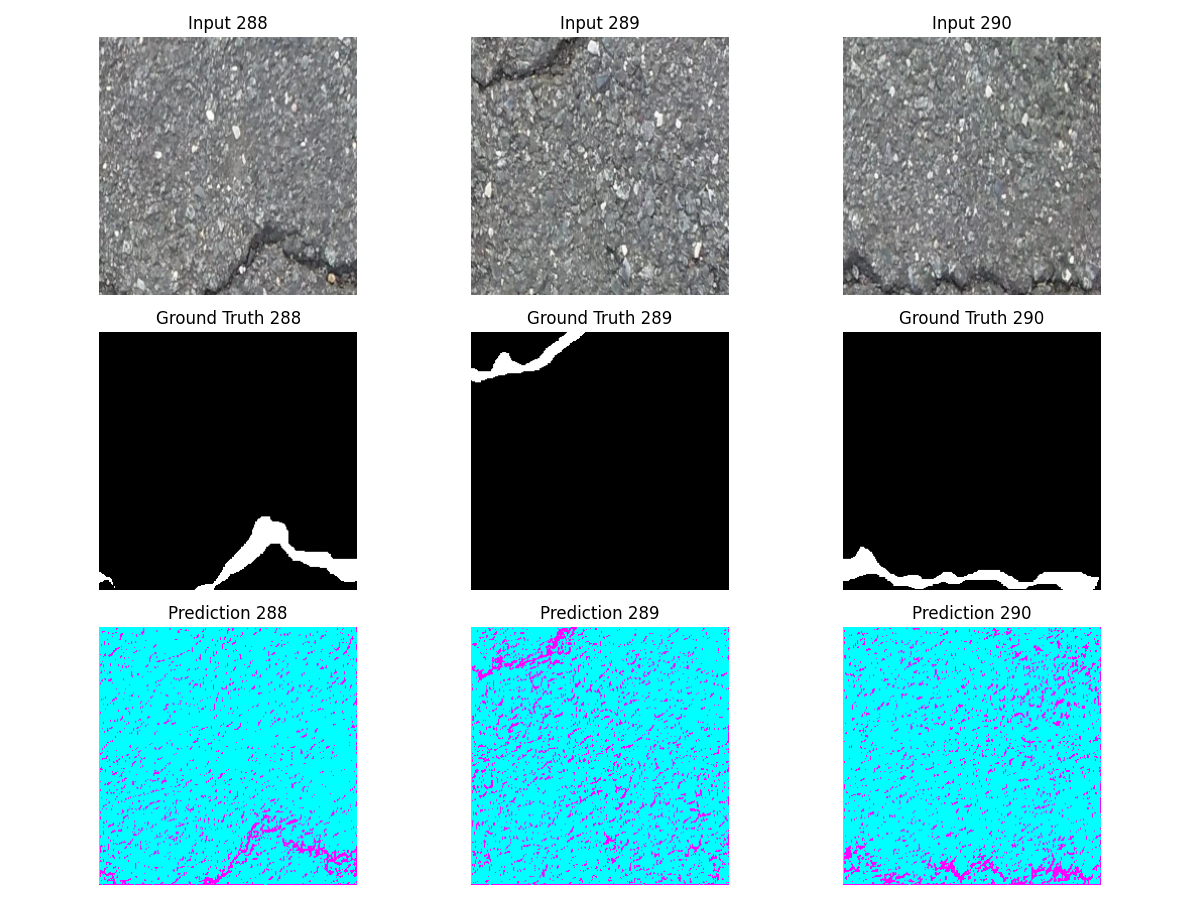 Input 288
Input 289
Input 290
Ground Truth 288
Ground Truth 289
Ground Truth 290
Prediction 288
Prediction 289
Prediction 290